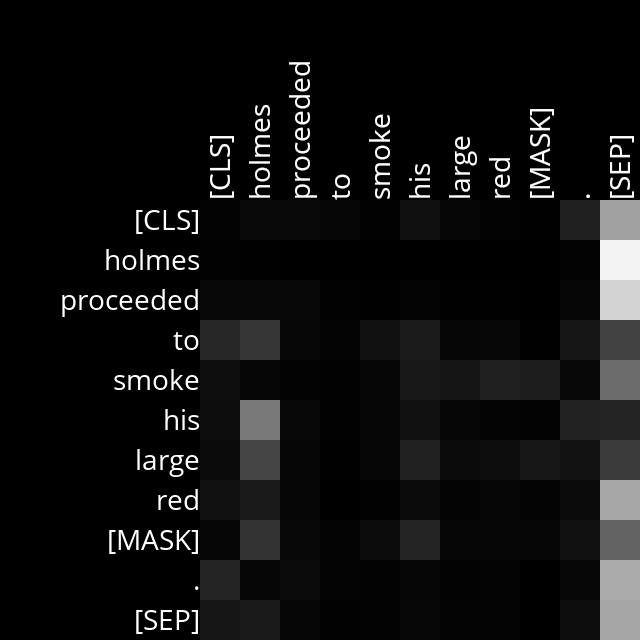 [CLS] holmes proceeded to smoke his large red [MASK] . [SEP]
[CLS]
holmes
proceeded
to
smoke
his
large
red
[MASK]
.
[SEP]